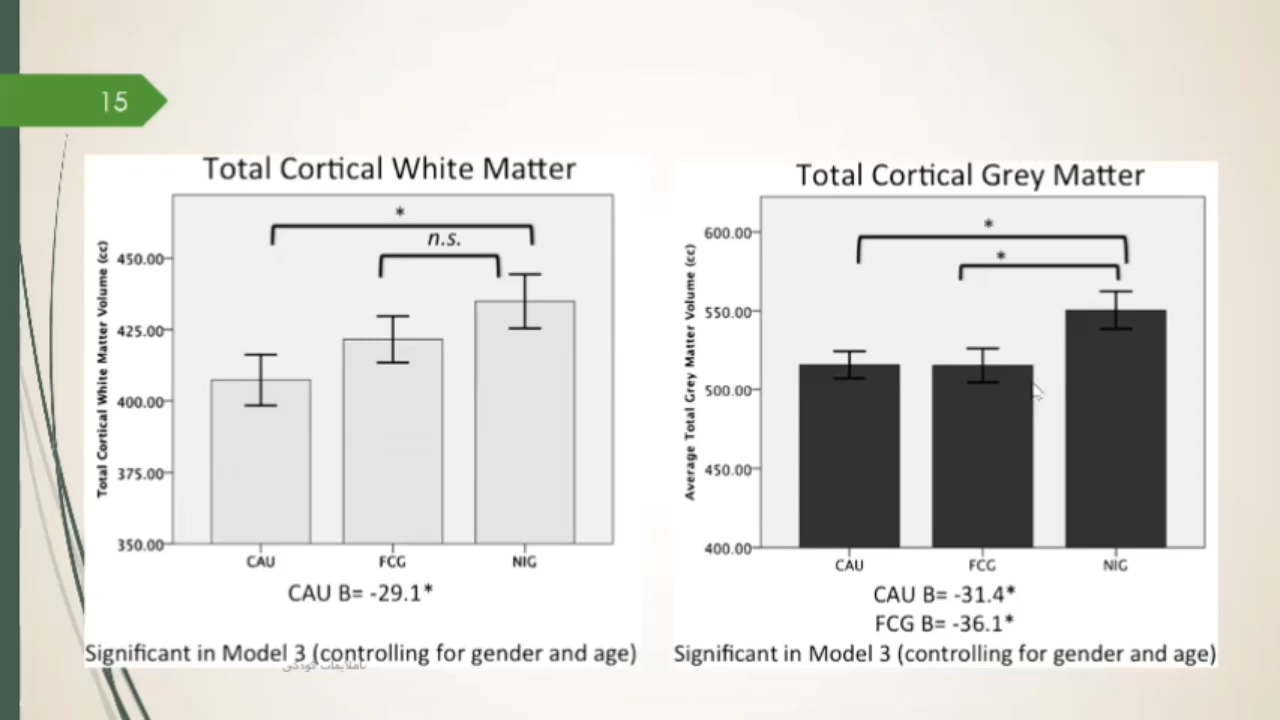 15
Total Cortical White Matter
Total Cortical White Matter Volume (cc)
450.00
425.00
400.00
375.00
350.00
*
n.s.
CAU FCG NIG
CAU B= -29.1*
Significant in Model 3 (controlling for gender and age)
ناملایمات کودکی
Total Cortical Grey Matter
Average Total Grey Matter Volume (cc)
600.00
550.00
500.00
450.00
400.00
*
*
CAU FCG NIG
CAU B= -31.4*
FCG B= -36.1*
Significant in Model 3 (controlling for gender and age)